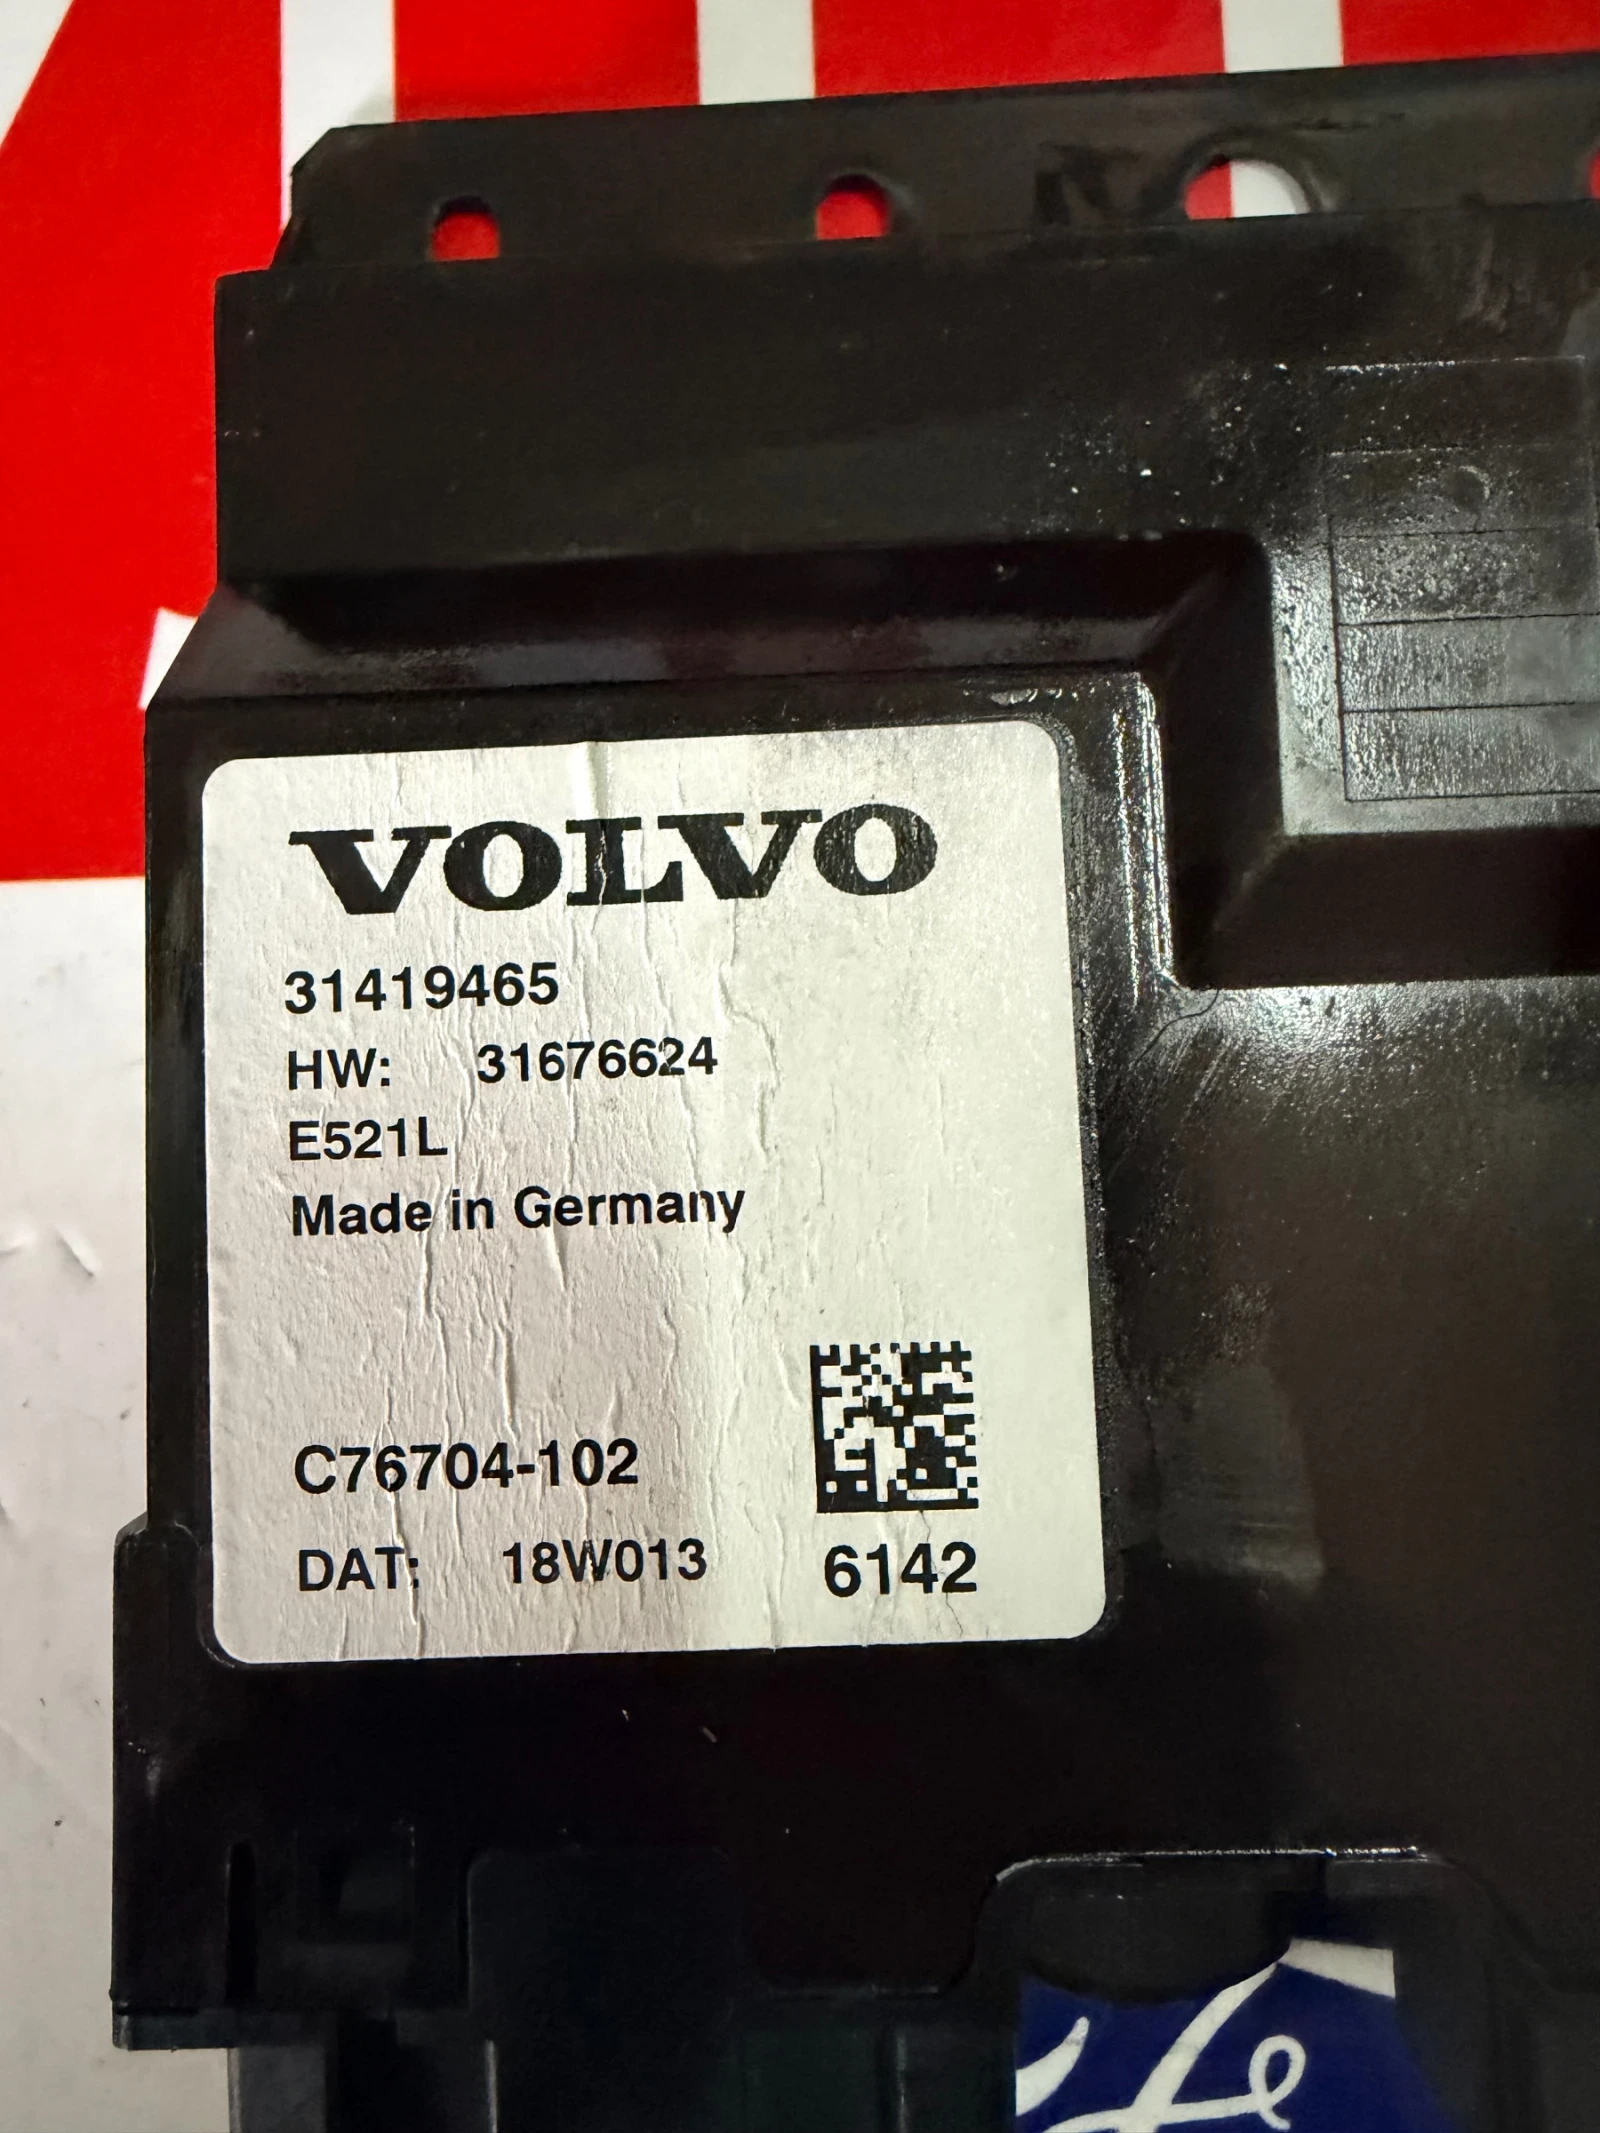 VOLVO
31419465
HW: 31676624
E521L
Made in Germany
C76704-102
DAT: 18W013 6142